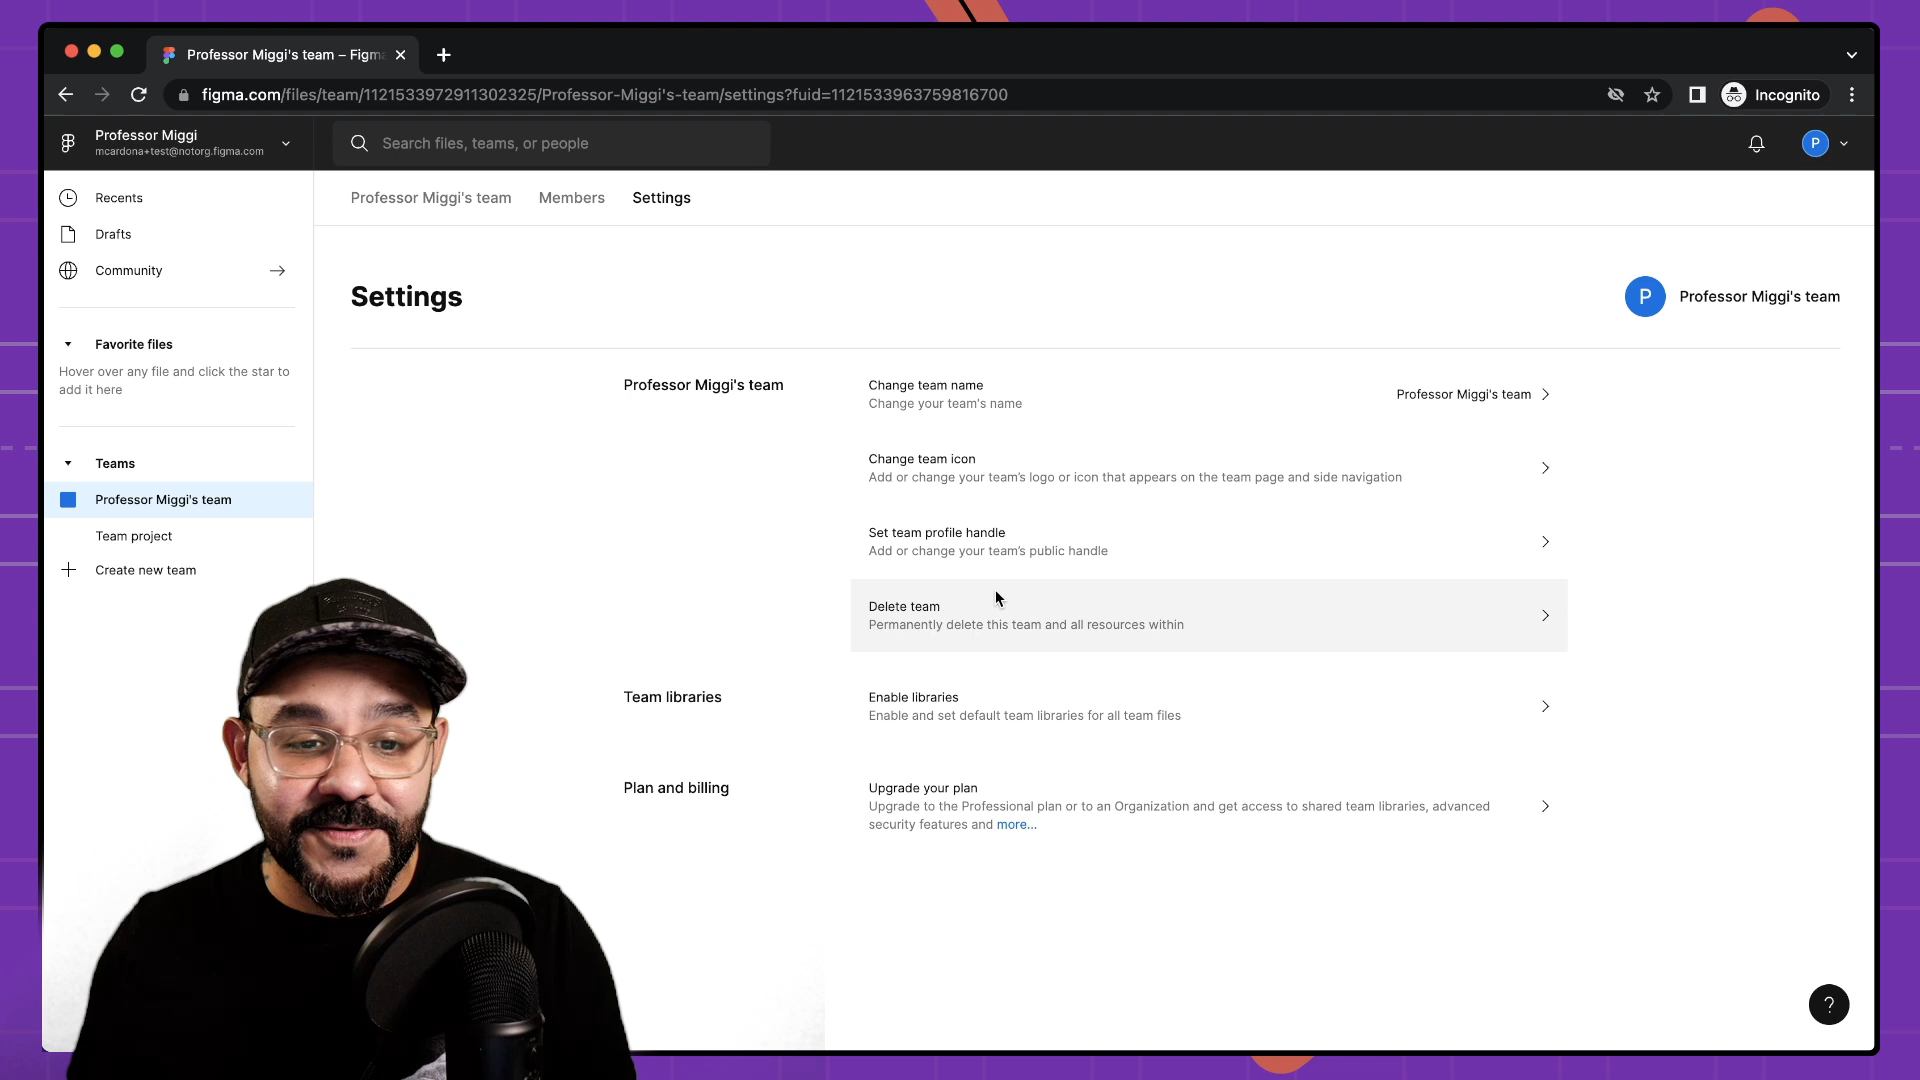 Professor Miggi's team – Figma
figma.com/files/team/1121533972911302325/Professor-Miggi's-team/settings?fuid=1121533963759816700
Incognito
Professor Miggi
mcardona+test@notorg.figma.com
Search files, teams, or people
P
Recents
Drafts
Community
Favorite files
Hover over any file and click the star to
add it here
Teams
Professor Miggi's team
Team project
Create new team
Professor Miggi's team Members Settings
Settings
P Professor Miggi's team
Professor Miggi's team
Change team name
Change your team's name
Professor Miggi's team
Change team icon
Add or change your team's logo or icon that appears on the team page and side navigation
Set team profile handle
Add or change your team's public handle
Delete team
Permanently delete this team and all resources within
Team libraries
Enable libraries
Enable and set default team libraries for all team files
Plan and billing
Upgrade your plan
Upgrade to the Professional plan or to an Organization and get access to shared team libraries, advanced
security features and more...
?